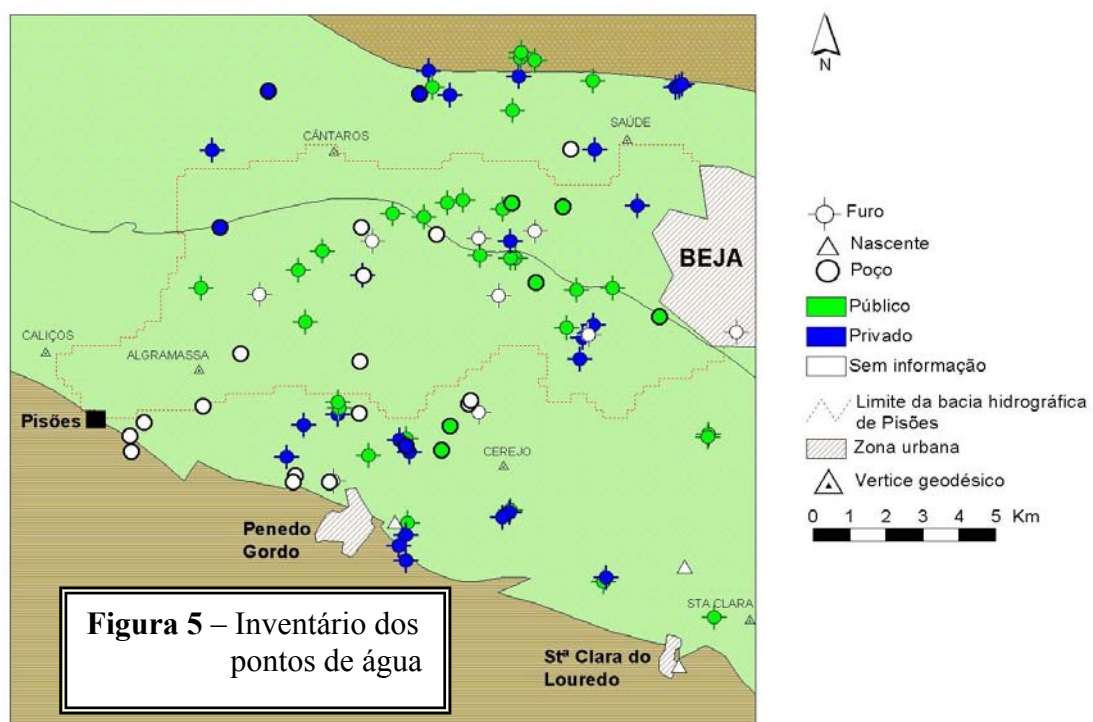 CÂNTAROS
SAÚDE
BEJA
CALIÇOS
ALGRAMASSA
Pisões
CEREJO
Penedo
Gordo
STA CLARA
Stª Clara do
Louredo
Figura 5 – Inventário dos
pontos de água
N
Furo
Nascente
Poço
Público
Privado
Sem informação
Limite da bacia hidrográfica
de Pisões
Zona urbana
Vertice geodésico
0 1 2 3 4 5 Km